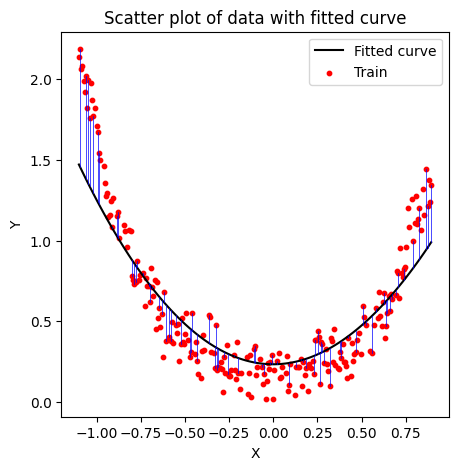 Scatter plot of data with fitted curve
Fitted curve
Train
2.0
1.5
1.0
0.5
0.0
Y
−1.00 −0.75 −0.50 −0.25 0.00 0.25 0.50 0.75
X